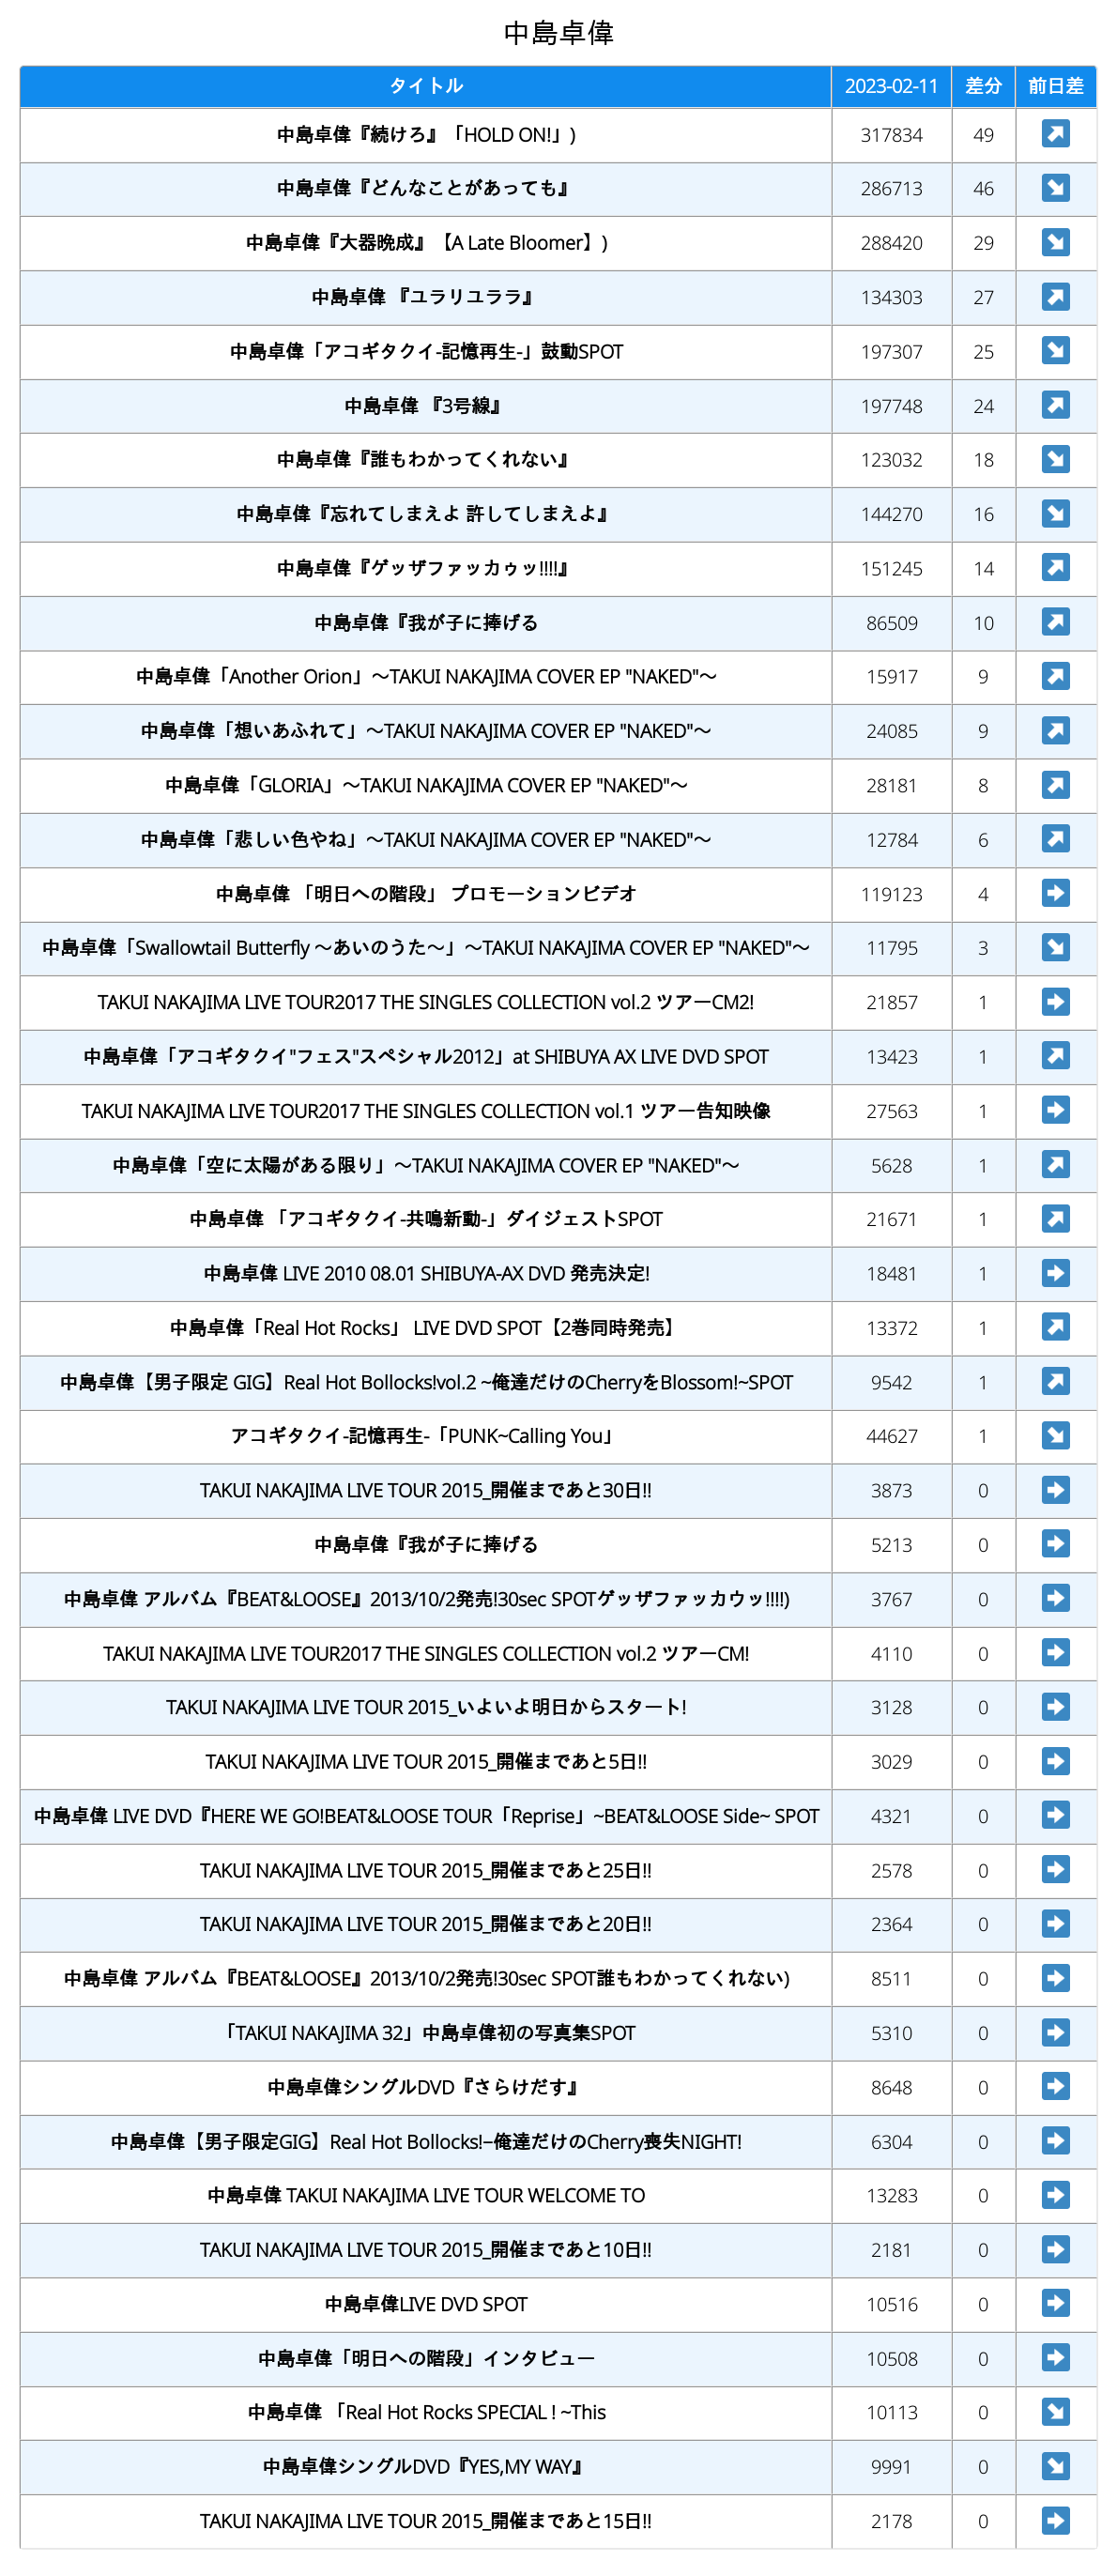 中島卓偉
タイトル 2023-02-11 差分 前日差
中島卓偉『続けろ』「HOLD ON!」) 317834 49 ↗
中島卓偉『どんなことがあっても』 286713 46 ↘
中島卓偉『大器晩成』【A Late Bloomer】) 288420 29 ↘
中島卓偉 『ユラリユララ』 134303 27 ↗
中島卓偉「アコギタクイ-記憶再生-」鼓動SPOT 197307 25 ↘
中島卓偉 『3号線』 197748 24 ↗
中島卓偉『誰もわかってくれない』 123032 18 ↘
中島卓偉『忘れてしまえよ 許してしまえよ』 144270 16 ↘
中島卓偉『ゲッザファッカゥッ!!!!』 151245 14 ↗
中島卓偉『我が子に捧げる 86509 10 ↗
中島卓偉「Another Orion」〜TAKUI NAKAJIMA COVER EP "NAKED"〜 15917 9 ↗
中島卓偉「想いあふれて」〜TAKUI NAKAJIMA COVER EP "NAKED"〜 24085 9 ↗
中島卓偉「GLORIA」〜TAKUI NAKAJIMA COVER EP "NAKED"〜 28181 8 ↗
中島卓偉「悲しい色やね」〜TAKUI NAKAJIMA COVER EP "NAKED"〜 12784 6 ↗
中島卓偉 「明日への階段」 プロモーションビデオ 119123 4 →
中島卓偉「Swallowtail Butterfly 〜あいのうた〜」〜TAKUI NAKAJIMA COVER EP "NAKED"〜 11795 3 ↘
TAKUI NAKAJIMA LIVE TOUR2017 THE SINGLES COLLECTION vol.2 ツアーCM2! 21857 1 →
中島卓偉「アコギタクイ"フェス"スペシャル2012」at SHIBUYA AX LIVE DVD SPOT 13423 1 ↗
TAKUI NAKAJIMA LIVE TOUR2017 THE SINGLES COLLECTION vol.1 ツアー告知映像 27563 1 →
中島卓偉「空に太陽がある限り」〜TAKUI NAKAJIMA COVER EP "NAKED"〜 5628 1 ↗
中島卓偉 「アコギタクイ-共鳴新動-」ダイジェストSPOT 21671 1 ↗
中島卓偉 LIVE 2010 08.01 SHIBUYA-AX DVD 発売決定! 18481 1 →
中島卓偉「Real Hot Rocks」 LIVE DVD SPOT【2巻同時発売】 13372 1 ↗
中島卓偉【男子限定 GIG】Real Hot Bollocks!vol.2 ~俺達だけのCherryをBlossom!~SPOT 9542 1 ↗
アコギタクイ-記憶再生-「PUNK~Calling You」 44627 1 ↘
TAKUI NAKAJIMA LIVE TOUR 2015_開催まであと30日!! 3873 0 →
中島卓偉『我が子に捧げる 5213 0 →
中島卓偉 アルバム『BEAT&LOOSE』2013/10/2発売!30sec SPOTゲッザファッカウッ!!!!) 3767 0 →
TAKUI NAKAJIMA LIVE TOUR2017 THE SINGLES COLLECTION vol.2 ツアーCM! 4110 0 →
TAKUI NAKAJIMA LIVE TOUR 2015_いよいよ明日からスタート! 3128 0 →
TAKUI NAKAJIMA LIVE TOUR 2015_開催まであと5日!! 3029 0 →
中島卓偉 LIVE DVD『HERE WE GO!BEAT&LOOSE TOUR「Reprise」~BEAT&LOOSE Side~ SPOT 4321 0 →
TAKUI NAKAJIMA LIVE TOUR 2015_開催まであと25日!! 2578 0 →
TAKUI NAKAJIMA LIVE TOUR 2015_開催まであと20日!! 2364 0 →
中島卓偉 アルバム『BEAT&LOOSE』2013/10/2発売!30sec SPOT誰もわかってくれない) 8511 0 →
「TAKUI NAKAJIMA 32」中島卓偉初の写真集SPOT 5310 0 →
中島卓偉シングルDVD『さらけだす』 8648 0 →
中島卓偉【男子限定GIG】Real Hot Bollocks!−俺達だけのCherry喪失NIGHT! 6304 0 →
中島卓偉 TAKUI NAKAJIMA LIVE TOUR WELCOME TO 13283 0 →
TAKUI NAKAJIMA LIVE TOUR 2015_開催まであと10日!! 2181 0 →
中島卓偉LIVE DVD SPOT 10516 0 →
中島卓偉「明日への階段」インタビュー 10508 0 →
中島卓偉 「Real Hot Rocks SPECIAL ! ~This 10113 0 ↘
中島卓偉シングルDVD『YES,MY WAY』 9991 0 ↘
TAKUI NAKAJIMA LIVE TOUR 2015_開催まであと15日!! 2178 0 →